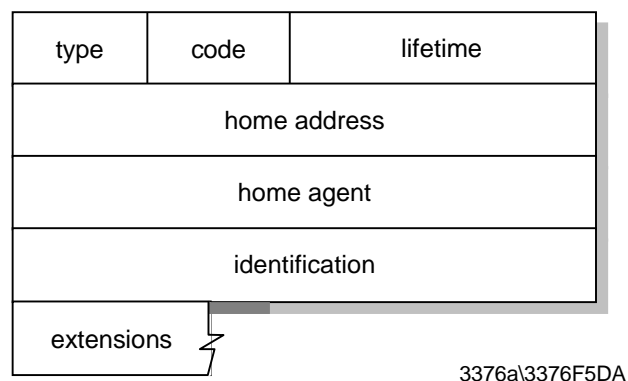 type code lifetime
home address
home agent
identification
extensions
3376a\3376F5DA